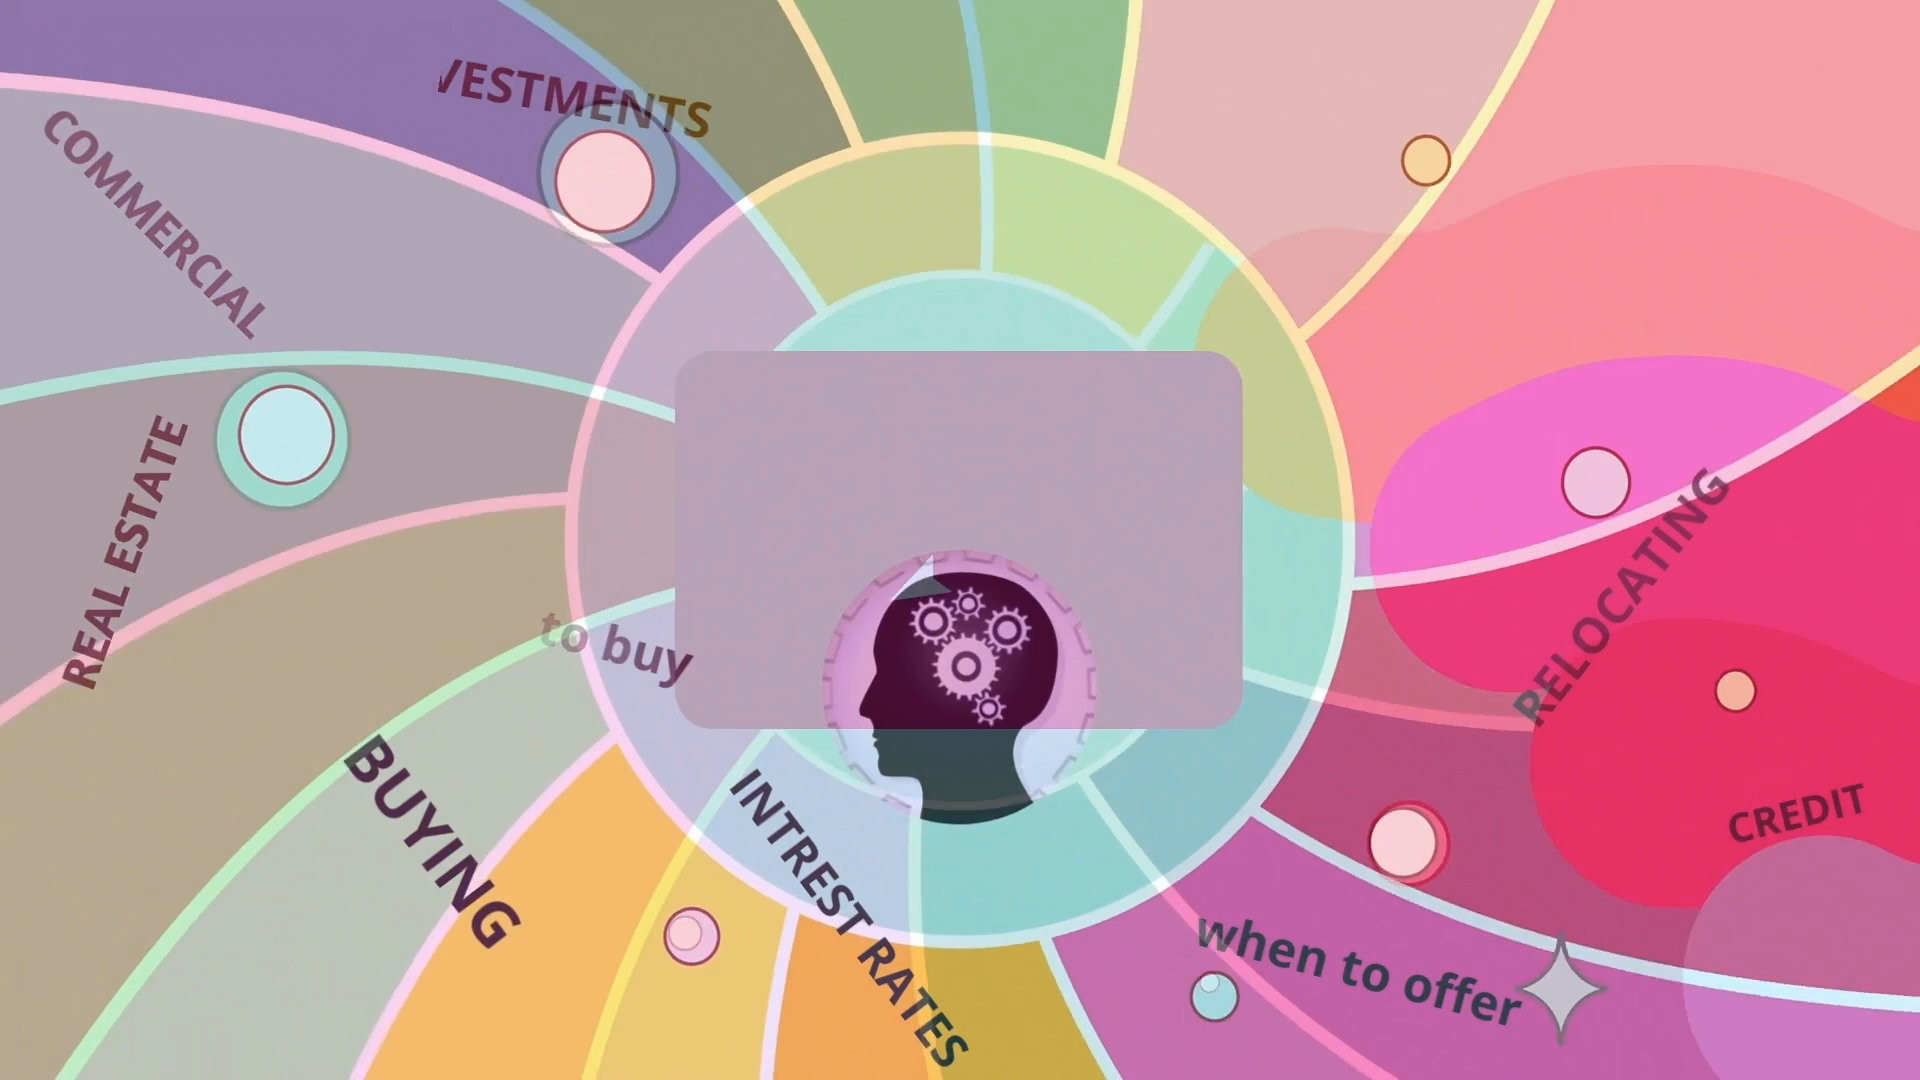 VESTMENTS
COMMERCIAL
REAL ESTATE
to buy
RELOCATING
BUYING
INTREST RATES
CREDIT
when to offer